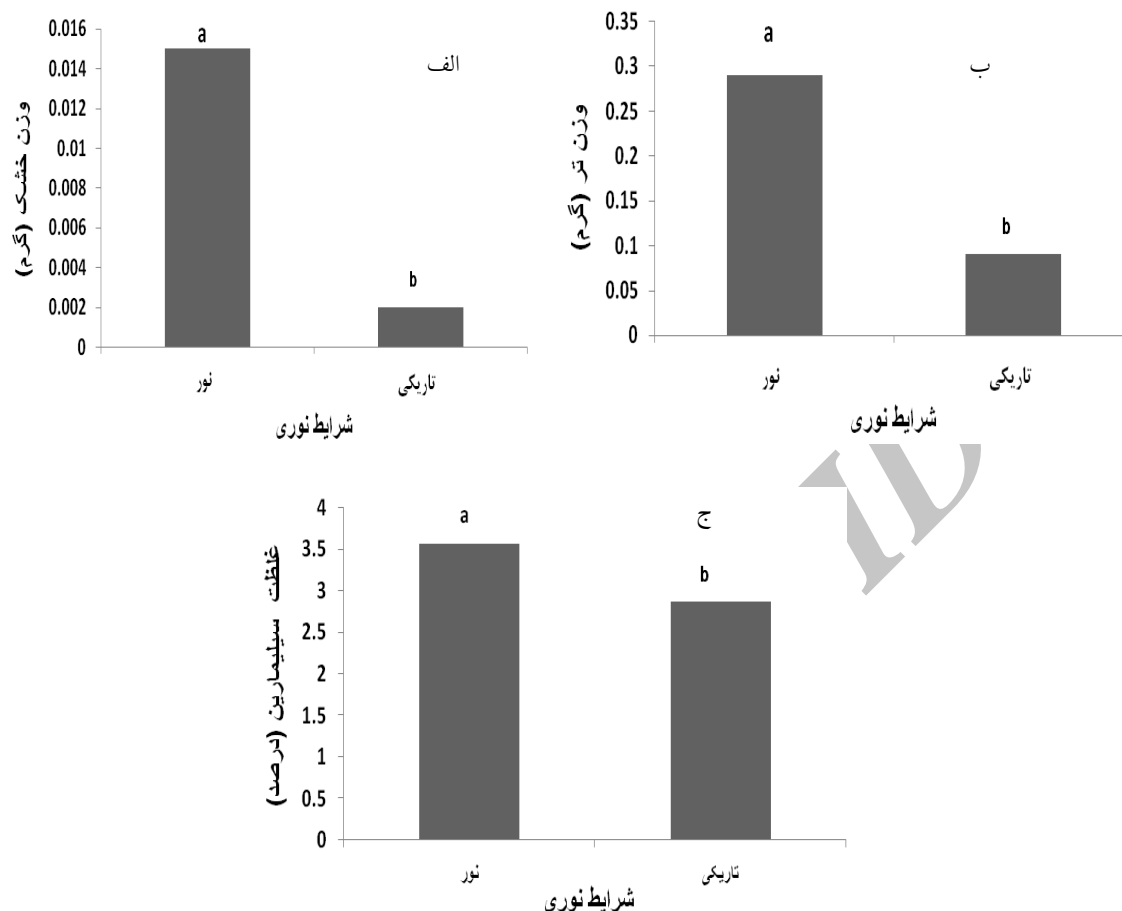 وزن خشک (گرم)
0.016
0.014
0.012
0.01
0.008
0.006
0.004
0.002
0
a
b
الف
نور
تاریکی
شرایط نوری
وزن تر (گرم)
0.35
0.3
0.25
0.2
0.15
0.1
0.05
0
a
b
ب
نور
تاریکی
شرایط نوری
غلظت سیلیمارین (درصد)
4
3.5
3
2.5
2
1.5
1
0.5
0
a
b
ج
نور
تاریکی
شرایط نوری